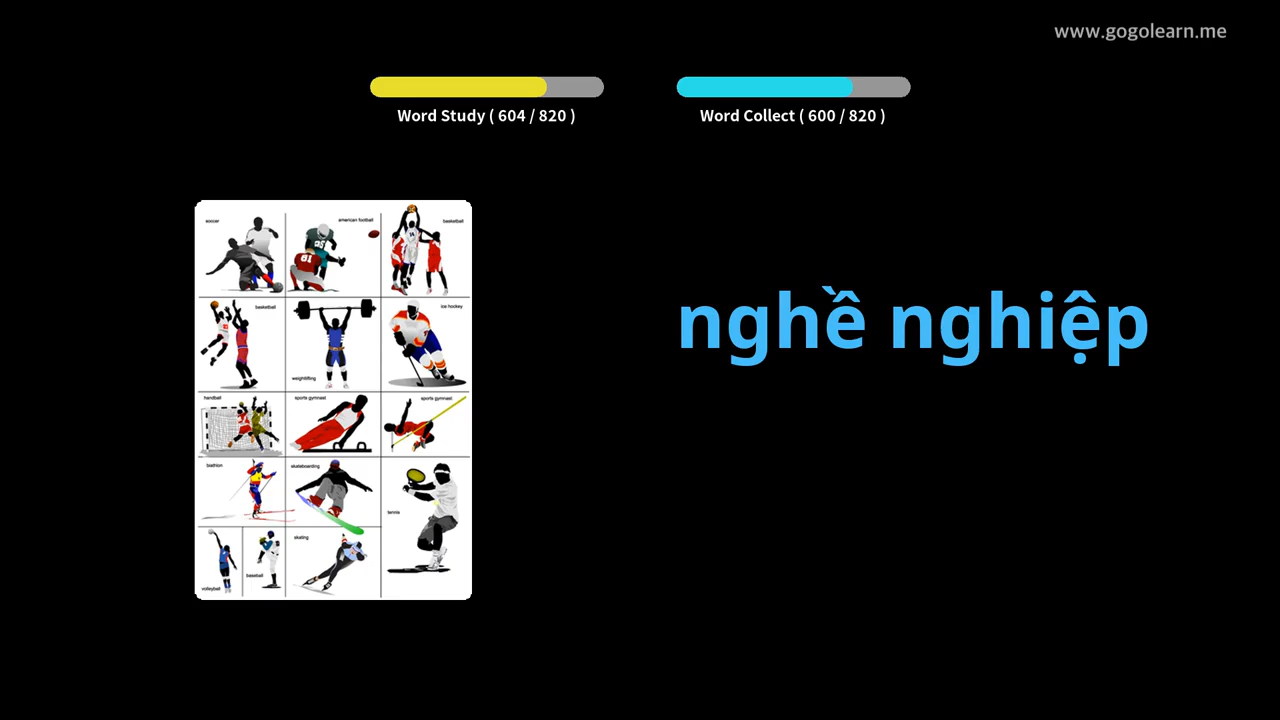 www.gogolearn.me
Word Study ( 604 / 820 )
Word Collect ( 600 / 820 )
soccer
american football
basketball
basketball
weightlifting
ice hockey
handball
sports gymnast
sports gymnast
biathlon
skateboarding
tennis
volleyball
baseball
skating
nghề nghiệp